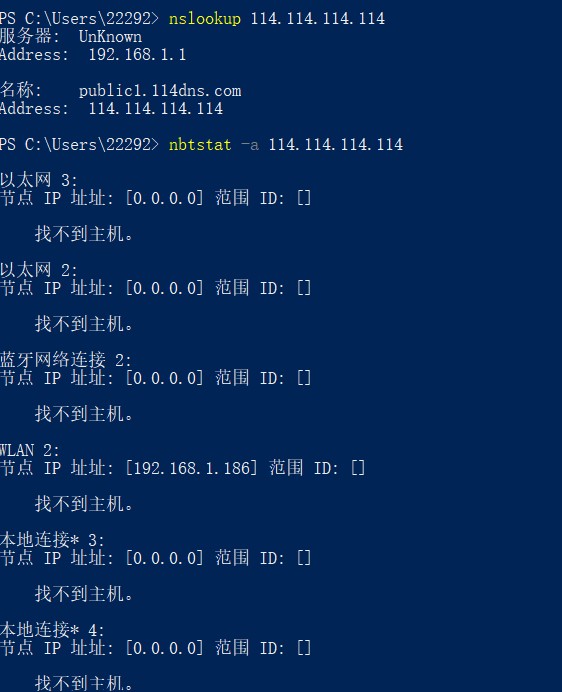 PS C:\Users\22292> nslookup 114.114.114.114
服务器:  UnKnown
Address:  192.168.1.1
名称:    public1.114dns.com
Address:  114.114.114.114
PS C:\Users\22292> nbtstat -a 114.114.114.114
以太网 3:
节点 IP 址址: [0.0.0.0] 范围 ID: []
找不到主机。
以太网 2:
节点 IP 址址: [0.0.0.0] 范围 ID: []
找不到主机。
蓝牙网络连接 2:
节点 IP 址址: [0.0.0.0] 范围 ID: []
找不到主机。
WLAN 2:
节点 IP 址址: [192.168.1.186] 范围 ID: []
找不到主机。
本地连接* 3:
节点 IP 址址: [0.0.0.0] 范围 ID: []
找不到主机。
本地连接* 4:
节点 IP 址址: [0.0.0.0] 范围 ID: []
找不到主机。